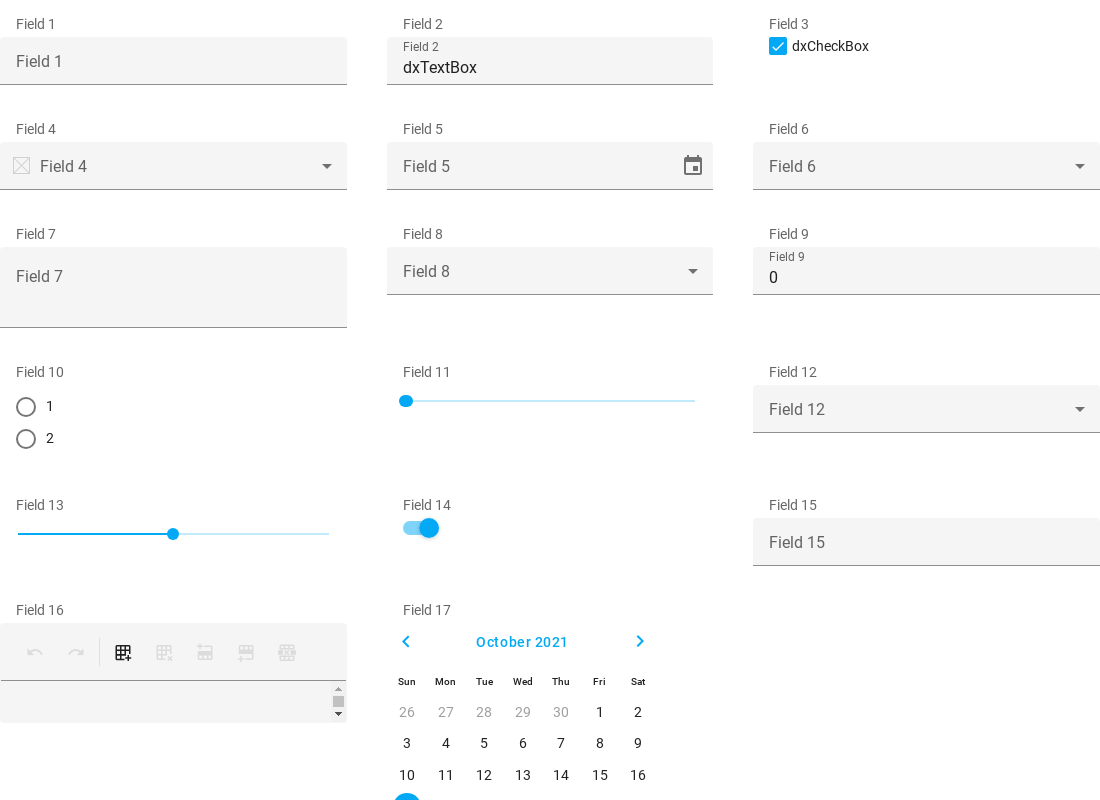 Field 1
Field 1
Field 2
Field 2
dxTextBox
Field 3
dxCheckBox
Field 4
Field 4
Field 5
Field 5
Field 6
Field 6
Field 7
Field 7
Field 8
Field 8
Field 9
Field 9
0
Field 10
1
2
Field 11
Field 12
Field 12
Field 13
Field 14
Field 15
Field 15
Field 16
Field 17
October 2021
Sun Mon Tue Wed Thu Fri Sat
26 27 28 29 30 1 2
3 4 5 6 7 8 9
10 11 12 13 14 15 16